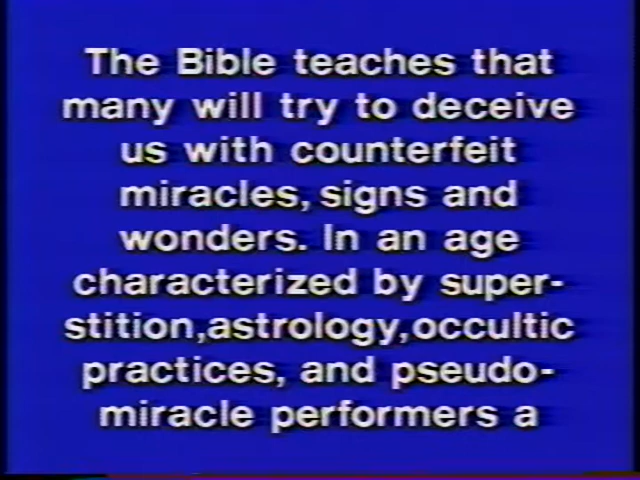 The Bible teaches that
many will try to deceive
us with counterfeit
miracles, signs and
wonders. In an age
characterized by super-
stition,astrology,occultic
practices, and pseudo-
miracle performers a